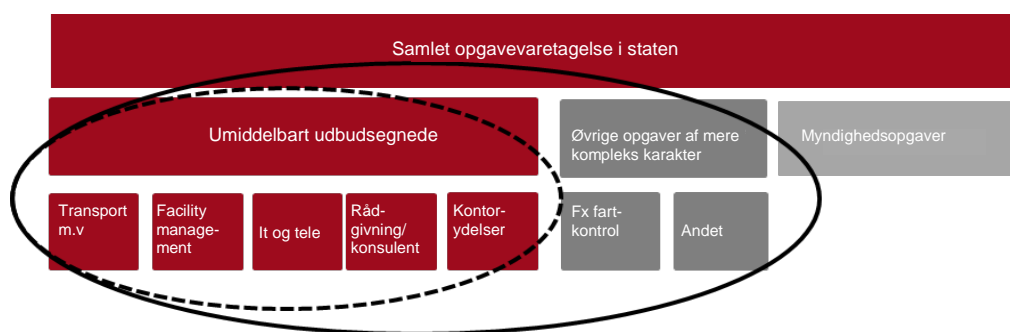 Samlet opgavevaretagelse i staten
Umiddelbart udbudsegnede
Øvrige opgaver af mere
kompleks karakter
Myndighedsopgaver
Transport
m.v
Facility
manage-
ment
It og tele
Råd-
givning/
konsulent
Kontor-
ydelser
Fx fart-
kontrol
Andet